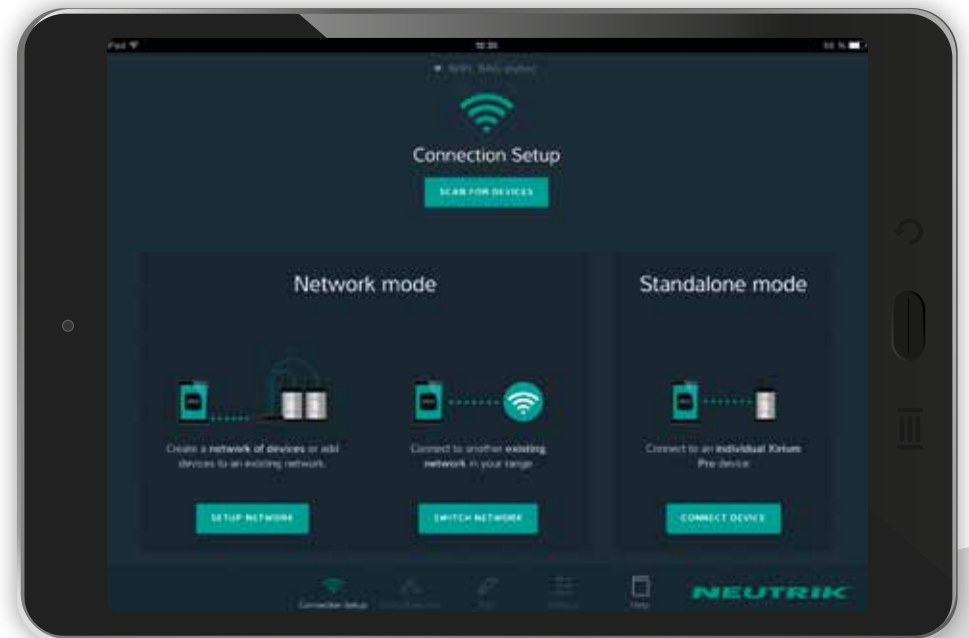 iPad
Connection Setup
SCAN FOR DEVICES
Network mode
Standalone mode
Create a network of devices or add
devices to an existing network.
Connect to another existing
network in your range
Connect to an individual Xirium
Pro device
SETUP NETWORK
SWITCH NETWORK
CONNECT DEVICE
Connection Setup
Help
NEUTRIK